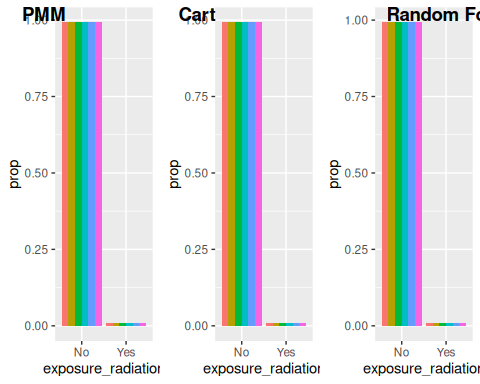 PMM
Cart
Random Fo
1.00
0.75
0.50
0.25
0.00
prop
No
Yes
exposure_radiation
1.00
0.75
0.50
0.25
0.00
prop
No
Yes
exposure_radiation
1.00
0.75
0.50
0.25
0.00
prop
No
Yes
exposure_radiation